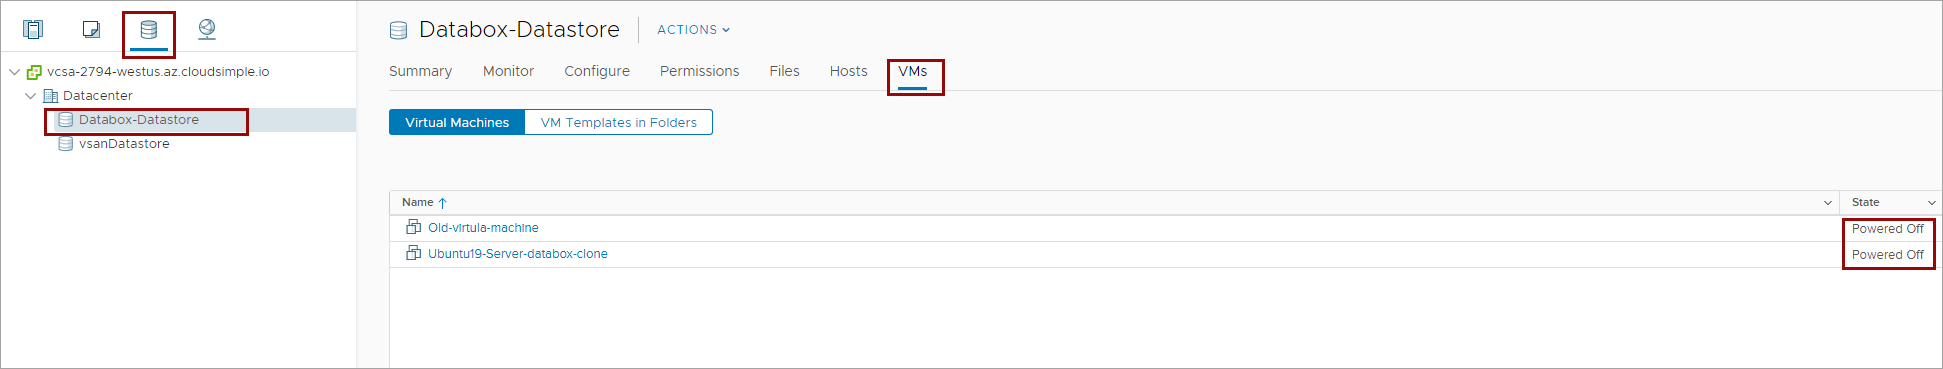 Databox-Datastore
ACTIONS
vcsa-2794-westus.az.cloudsimple.io
Datacenter
Databox-Datastore
vsanDatastore
Summary Monitor Configure Permissions Files Hosts VMs
Virtual Machines VM Templates in Folders
Name State
Old-virtula-machine Powered Off
Ubuntu19-Server-databox-clone Powered Off